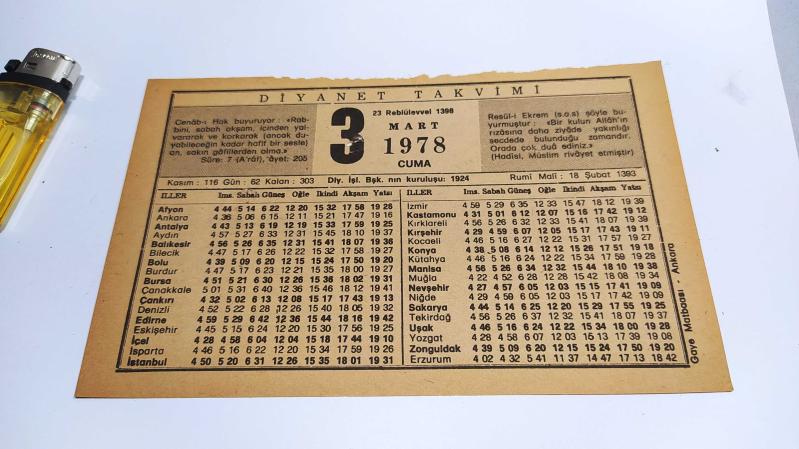 DİYANET TAKVİMİ
Cenâb-ı Hak buyuruyor: «Rab-
bini, sabah akşam, içinden yal-
vararak ve korkarak (ancak du-
yabileceğin kadar hafif bir sesle)
an, sakın gâfillerden olma.»
Sûre: 7 (A'râf), âyet: 205
23 Rebiülevvel 1398
3
MART
1978
CUMA
Resûl-i Ekrem (s.a.s) şöyle bu-
yurmuştur: «Bir kulun Allâh'ın
rızâsına daha ziyâde yakınlığı
secdede bulunduğu zamandır.
Orada çok duâ ediniz.»
(Hadîsi, Müslim rivâyet etmiştir)
Kasım: 116 Gün: 62 Kalan: 303
Diy. İşl. Bşk. nın kuruluşu: 1924
Rumî Malî: 18 Şubat 1393
İLLER İms. Sabah Güneş Öğle İkindi Akşam Yatsı
Afyon 4 44 5 14 6 22 12 20 15 32 17 58 19 26
Ankara 4 36 5 06 6 15 12 11 15 21 17 47 19 16
Antalya 4 43 5 13 6 19 12 19 15 33 17 59 19 25
Aydın 4 57 5 27 6 33 12 31 15 45 18 10 19 37
Balıkesir 4 56 5 26 6 35 12 31 15 41 18 07 19 36
Bilecik 4 47 5 17 6 26 12 22 15 32 17 58 19 27
Bolu 4 39 5 09 6 20 12 15 15 24 17 50 19 20
Burdur 4 47 5 17 6 23 12 21 15 35 18 00 19 27
Bursa 4 51 5 21 6 30 12 26 15 36 18 02 19 31
Çanakkale 5 01 5 31 6 40 12 36 15 46 18 12 19 41
Çankırı 4 32 5 02 6 13 12 08 15 17 17 43 19 13
Denizli 4 52 5 22 6 28 12 26 15 40 18 05 19 32
Edirne 4 59 5 29 6 42 12 36 15 44 18 16 19 42
Eskişehir 4 45 5 15 6 24 12 20 15 30 17 56 19 25
İçel 4 28 4 58 6 04 12 04 15 18 17 44 19 10
Isparta 4 46 5 16 6 22 12 20 15 34 17 59 19 26
İstanbul 4 50 5 20 6 31 12 26 15 35 18 01 19 31
İLLER İms. Sabah Güneş Öğle İkindi Akşam Yatsı
İzmir 4 59 5 29 6 35 12 33 15 47 18 12 19 39
Kastamonu 4 31 5 01 6 12 12 07 15 16 17 42 19 12
Kırklareli 4 56 5 26 6 32 12 33 15 41 18 07 19 39
Kırşehir 4 29 4 59 6 07 12 05 15 17 17 43 19 11
Kocaeli 4 46 5 16 6 27 12 22 15 31 17 57 19 27
Konya 4 38 5 08 6 14 12 12 15 26 17 51 19 18
Kütahya 4 46 5 16 6 24 12 22 15 34 17 59 19 28
Manisa 4 56 5 26 6 34 12 32 15 44 18 10 19 38
Muğla 4 22 4 52 6 28 12 28 15 42 18 08 19 34
Nevşehir 4 27 4 57 6 05 12 03 15 15 17 41 19 09
Niğde 4 29 4 59 6 05 12 03 15 17 17 42 19 09
Sakarya 4 44 5 14 6 25 12 20 15 29 17 55 19 25
Tekirdağ 4 56 5 26 6 37 12 32 15 41 18 07 19 37
Uşak 4 46 5 16 6 24 12 22 15 34 18 00 19 28
Yozgat 4 28 4 58 6 07 12 03 15 13 17 39 19 08
Zonguldak 4 39 5 09 6 20 12 15 15 24 17 50 19 20
Erzurum 4 02 4 32 5 41 11 37 14 47 17 13 18 42
Gaye Matbaası - Ankara